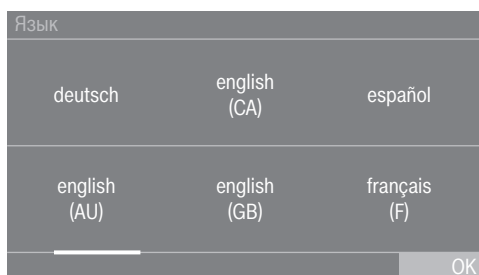 Язык
deutsch
english
(CA)
español
english
(AU)
english
(GB)
français
(F)
OK